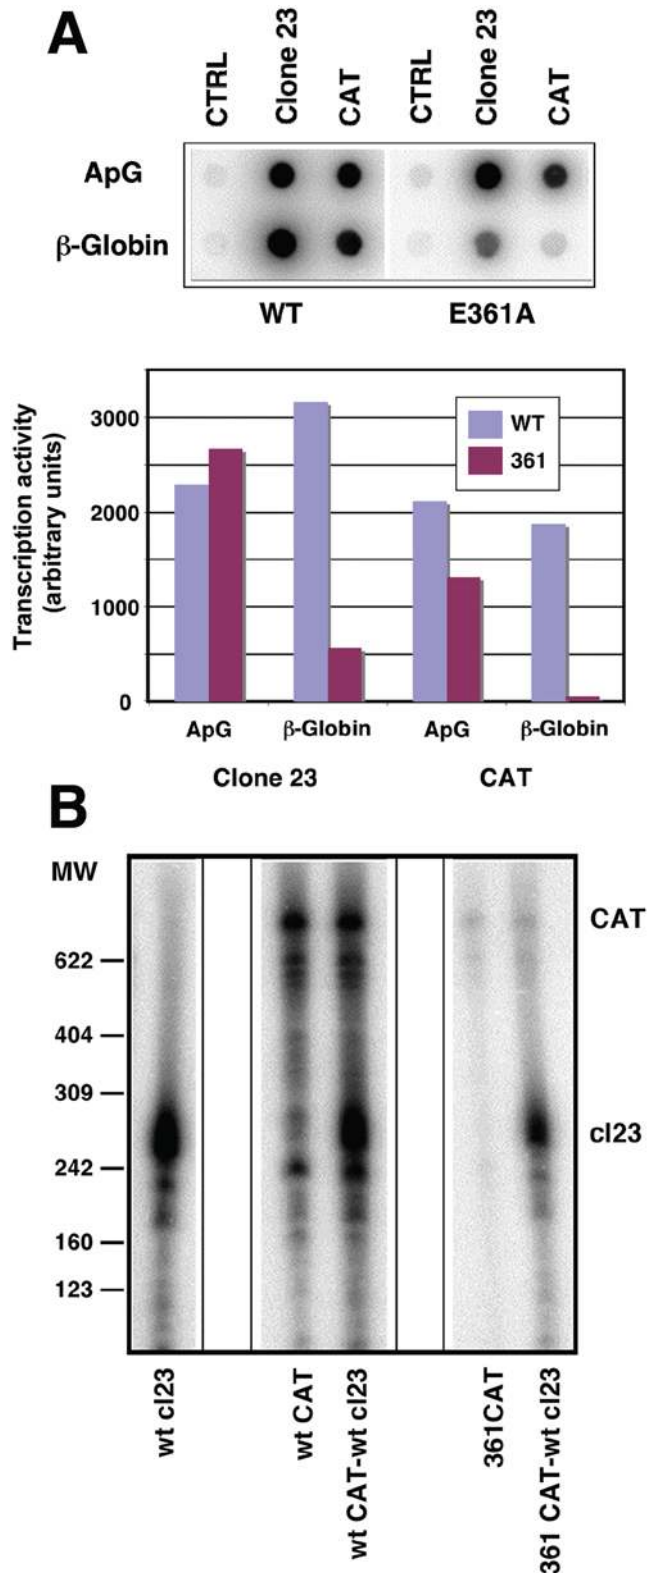 A
CTRL Clone 23 CAT CTRL Clone 23 CAT
ApG
β-Globin
WT E361A
Transcription activity
(arbitrary units)
3000
2000
1000
0
WT
361
ApG β-Globin ApG β-Globin
Clone 23 CAT
B
MW
622
404
309
242
160
123
CAT
cl23
wt cl23
wt CAT
wt CAT-wt cl23
361CAT
361 CAT-wt cl23